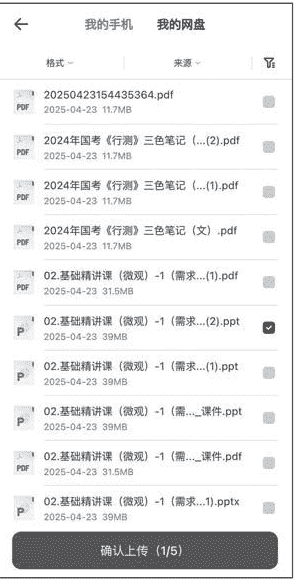 我的手机 我的网盘
格式 来源
20250423154435364.pdf
PDF
2025-04-23 11.7MB
2024年国考《行测》三色笔记（...(2).pdf
PDF
2025-04-23 11.7MB
2024年国考《行测》三色笔记（...(1).pdf
PDF
2025-04-23 11.7MB
2024年国考《行测》三色笔记（文）.pdf
PDF
2025-04-23 11.7MB
02.基础精讲课（微观）-1（需求...(1).pdf
PDF
2025-04-23 31.5MB
02.基础精讲课（微观）-1（需求...(2).ppt
P
2025-04-23 39MB
02.基础精讲课（微观）-1（需求...(1).ppt
P
2025-04-23 39MB
02.基础精讲课（微观）-1（需..._课件.ppt
P
2025-04-23 39MB
02.基础精讲课（微观）-1（需..._课件.pdf
PDF
2025-04-23 31.5MB
02.基础精讲课（微观）-1（需求...1).pptx
P
2025-04-23 39MB
确认上传（1/5）